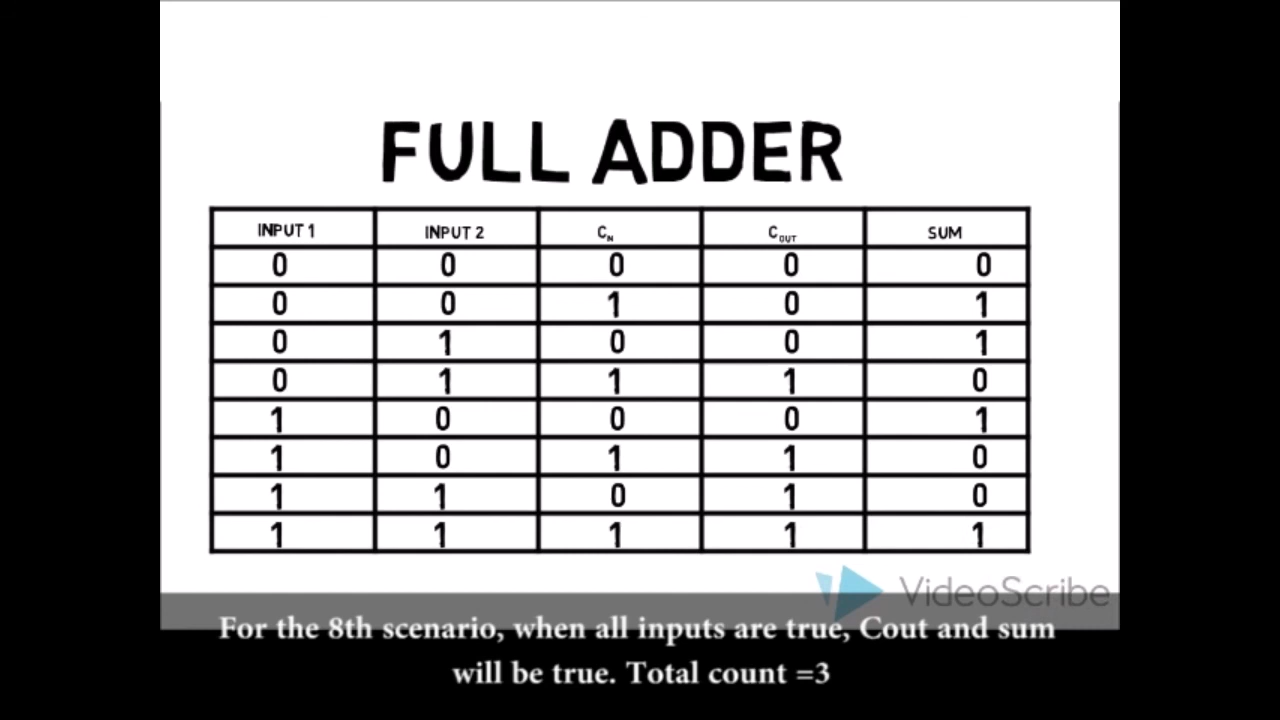 FULL ADDER
INPUT 1 INPUT 2 CN COUT SUM
0 0 0 0 0
0 0 1 0 1
0 1 0 0 1
0 1 1 1 0
1 0 0 0 1
1 0 1 1 0
1 1 0 1 0
1 1 1 1 1
VideoScribe
For the 8th scenario, when all inputs are true, Cout and sum
will be true. Total count =3